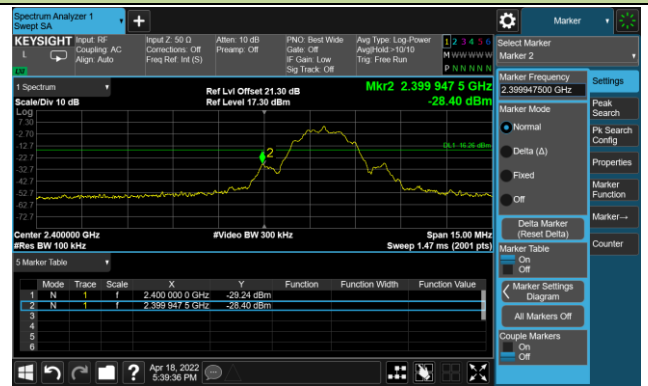 Spectrum Analyzer 1
Swept SA
+
Marker
KEYSIGHT Input: RF Input Z: 50 Ω Atten: 10 dB PNO: Best Wide Avg Type: Log-Power 1 2 3 4 5 6
L Coupling: AC Corrections: Off Preamp: Off Gate: Off Avg|Hold:>10/10 M W W W W W
Align: Auto Freq Ref: Int (S) IF Gain: Low Trig: Free Run
Sig Track: Off P N N N N N
Select Marker
Marker 2
1 Spectrum
Scale/Div 10 dB
Log
Ref Lvl Offset 21.30 dB
Ref Level 17.30 dBm
Mkr2 2.399 947 5 GHz
-28.40 dBm
7.30
-2.70
-12.7
-22.7
-32.7
-42.7
-52.7
-62.7
-72.7
DL1 -16.26 dBm
2
Center 2.400000 GHz #Video BW 300 kHz Span 15.00 MHz
#Res BW 100 kHz Sweep 1.47 ms (2001 pts)
5 Marker Table
Mode Trace Scale X Y Function Function Width Function Value
1 N 1 f 2.400 000 0 GHz -29.24 dBm
2 N 1 f 2.399 947 5 GHz -28.40 dBm
3
4
5
6
Marker Frequency
2.399947500 GHz
Marker Mode
Normal
Delta (Δ)
Fixed
Off
Delta Marker
(Reset Delta)
Marker Table
On
Off
Marker Settings
Diagram
All Markers Off
Couple Markers
On
Off
Settings
Peak
Search
Pk Search
Config
Properties
Marker
Function
Marker→
Counter
?
Apr 18, 2022
5:39:36 PM